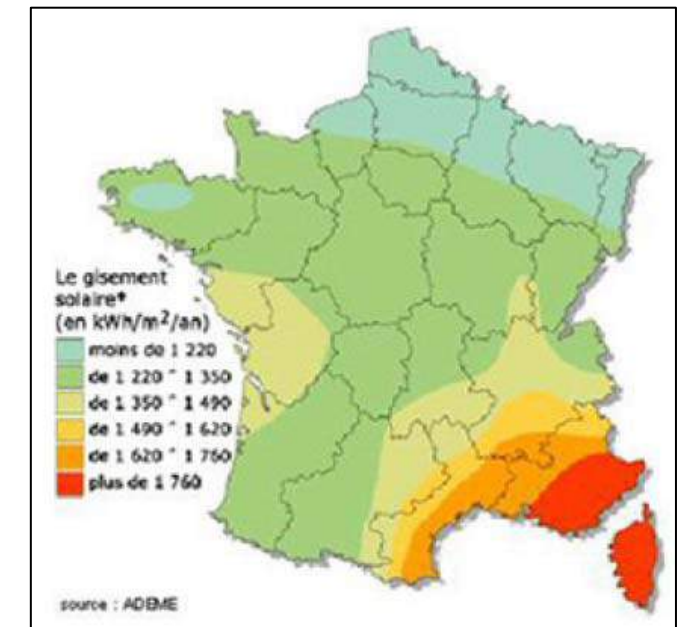 Le gisement
solaire*
(en kWh/m²/an)
moins de 1 220
de 1 220 ˆ 1 350
de 1 350 ˆ 1 490
de 1 490 ˆ 1 620
de 1 620 ˆ 1 760
plus de 1 760
source : ADEME